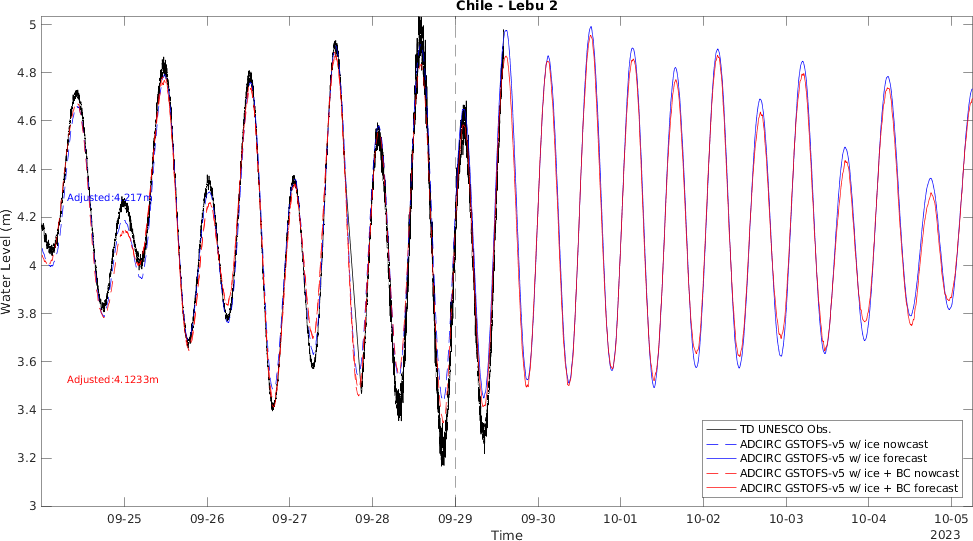 Chile - Lebu 2
5
4.8
4.6
4.4
4.2
4
3.8
3.6
3.4
3.2
3
Water Level (m)
Adjusted:4.217m
Adjusted:4.1233m
TD UNESCO Obs.
ADCIRC GSTOFS-v5 w/ ice nowcast
ADCIRC GSTOFS-v5 w/ ice forecast
ADCIRC GSTOFS-v5 w/ ice + BC nowcast
ADCIRC GSTOFS-v5 w/ ice + BC forecast
09-25 09-26 09-27 09-28 09-29 09-30 10-01 10-02 10-03 10-04 10-05
2023
Time